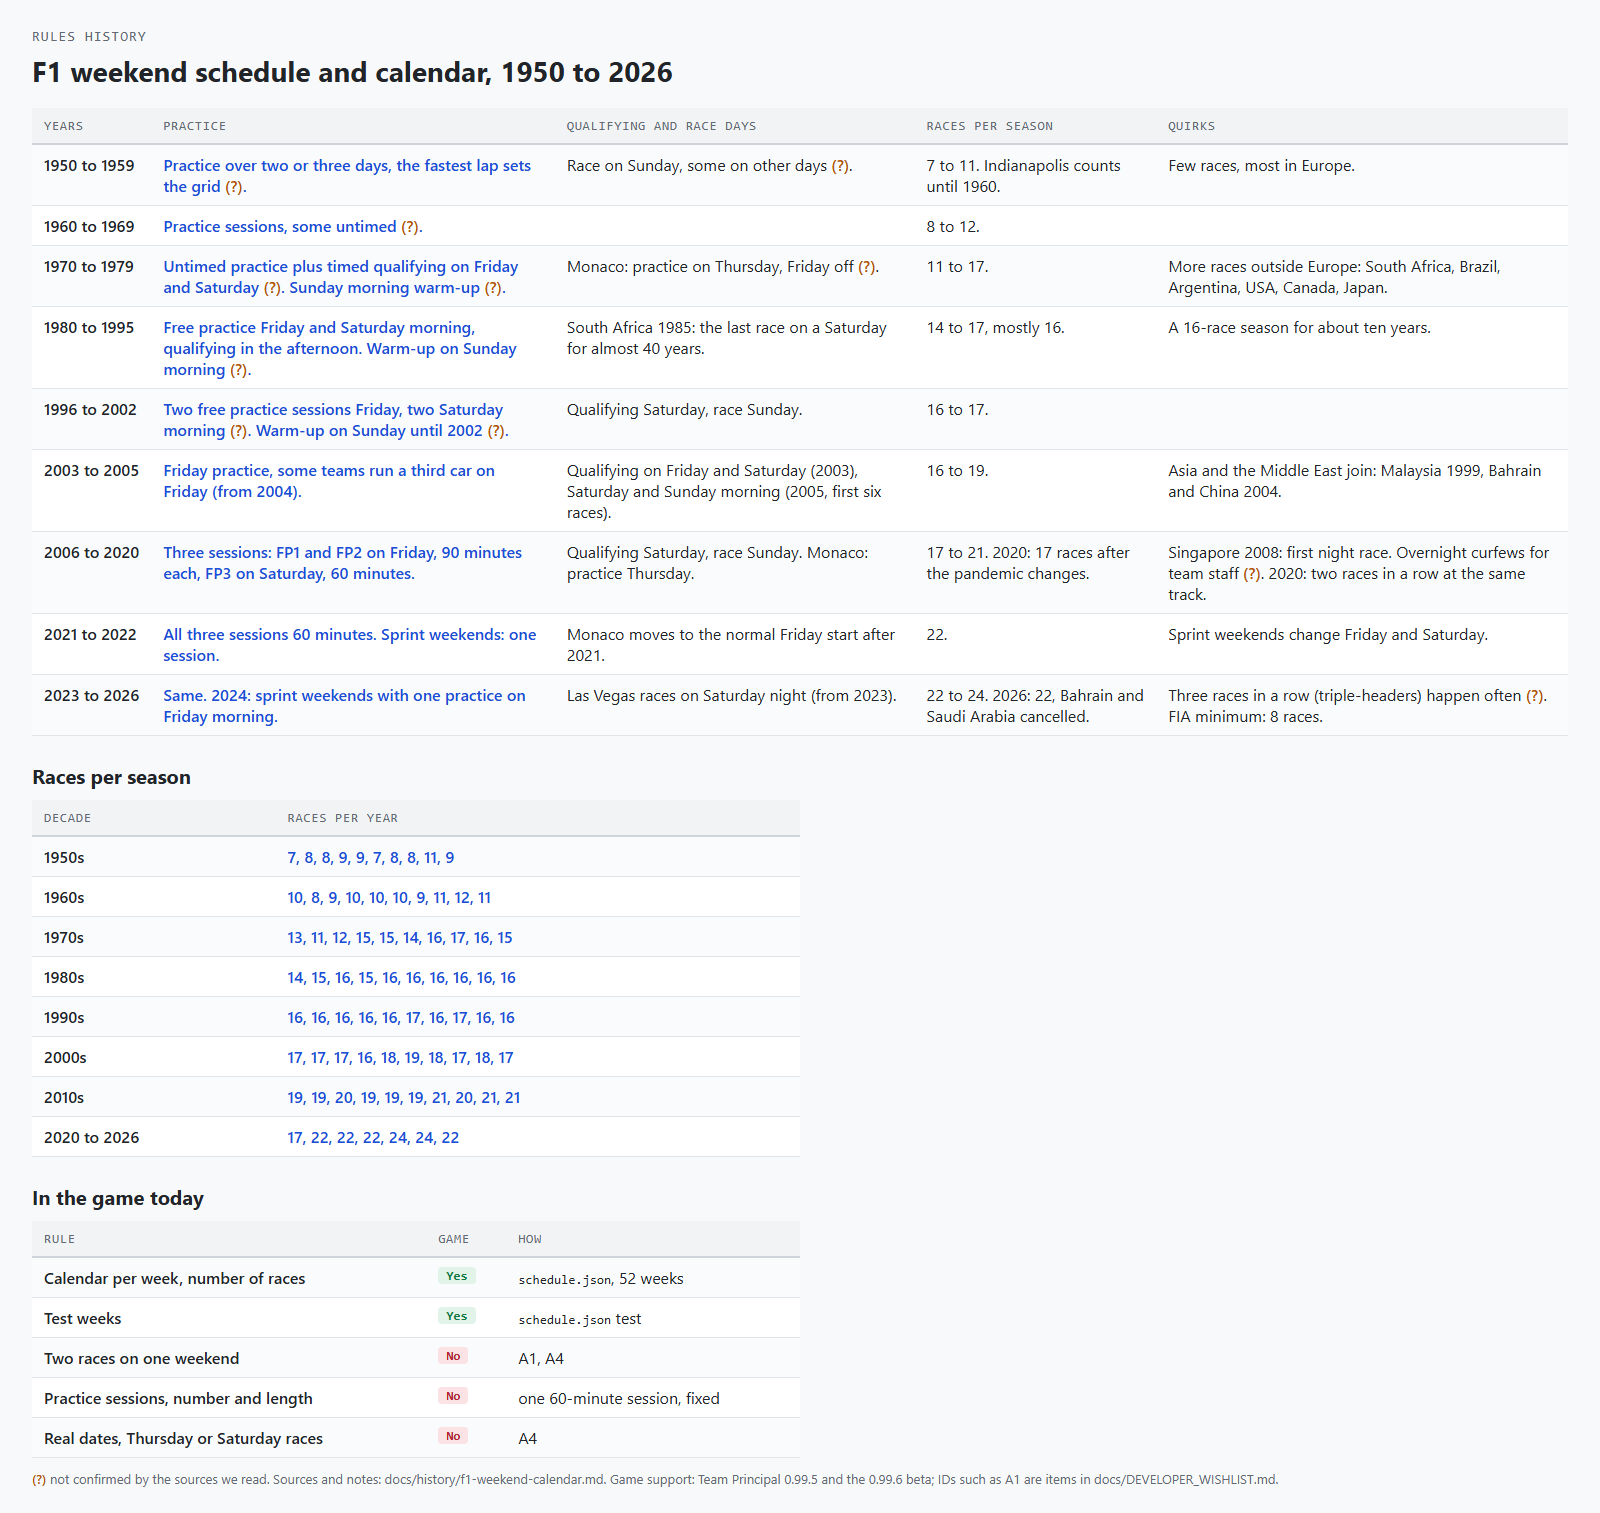 RULES HISTORY
F1 weekend schedule and calendar, 1950 to 2026
YEARS PRACTICE QUALIFYING AND RACE DAYS RACES PER SEASON QUIRKS
1950 to 1959 Practice over two or three days, the fastest lap sets Race on Sunday, some on other days (?). 7 to 11. Indianapolis counts Few races, most in Europe.
the grid (?). until 1960.
1960 to 1969 Practice sessions, some untimed (?). 8 to 12.
1970 to 1979 Untimed practice plus timed qualifying on Friday Monaco: practice on Thursday, Friday off (?). 11 to 17. More races outside Europe: South Africa, Brazil,
and Saturday (?). Sunday morning warm-up (?). Argentina, USA, Canada, Japan.
1980 to 1995 Free practice Friday and Saturday morning, South Africa 1985: the last race on a Saturday 14 to 17, mostly 16. A 16-race season for about ten years.
qualifying in the afternoon. Warm-up on Sunday for almost 40 years.
morning (?).
1996 to 2002 Two free practice sessions Friday, two Saturday Qualifying Saturday, race Sunday. 16 to 17.
morning (?). Warm-up on Sunday until 2002 (?).
2003 to 2005 Friday practice, some teams run a third car on Qualifying on Friday and Saturday (2003), 16 to 19. Asia and the Middle East join: Malaysia 1999, Bahrain
Friday (from 2004). Saturday and Sunday morning (2005, first six and China 2004.
races).
2006 to 2020 Three sessions: FP1 and FP2 on Friday, 90 minutes Qualifying Saturday, race Sunday. Monaco: 17 to 21. 2020: 17 races after Singapore 2008: first night race. Overnight curfews for
each, FP3 on Saturday, 60 minutes. practice Thursday. the pandemic changes. team staff (?). 2020: two races in a row at the same
track.
2021 to 2022 All three sessions 60 minutes. Sprint weekends: one Monaco moves to the normal Friday start after 22. Sprint weekends change Friday and Saturday.
session. 2021.
2023 to 2026 Same. 2024: sprint weekends with one practice on Las Vegas races on Saturday night (from 2023). 22 to 24. 2026: 22, Bahrain and Three races in a row (triple-headers) happen often (?).
Friday morning. Saudi Arabia cancelled. FIA minimum: 8 races.
Races per season
DECADE RACES PER YEAR
1950s 7, 8, 8, 9, 9, 7, 8, 8, 11, 9
1960s 10, 8, 9, 10, 10, 10, 9, 11, 12, 11
1970s 13, 11, 12, 15, 15, 14, 16, 17, 16, 15
1980s 14, 15, 16, 15, 16, 16, 16, 16, 16, 16
1990s 16, 16, 16, 16, 16, 17, 16, 17, 16, 16
2000s 17, 17, 17, 16, 18, 19, 18, 17, 18, 17
2010s 19, 19, 20, 19, 19, 19, 21, 20, 21, 21
2020 to 2026 17, 22, 22, 22, 24, 24, 22
In the game today
RULE GAME HOW
Calendar per week, number of races Yes schedule.json, 52 weeks
Test weeks Yes schedule.json test
Two races on one weekend No A1, A4
Practice sessions, number and length No one 60-minute session, fixed
Real dates, Thursday or Saturday races No A4
(?) not confirmed by the sources we read. Sources and notes: docs/history/f1-weekend-calendar.md. Game support: Team Principal 0.99.5 and the 0.99.6 beta; IDs such as A1 are items in docs/DEVELOPER_WISHLIST.md.